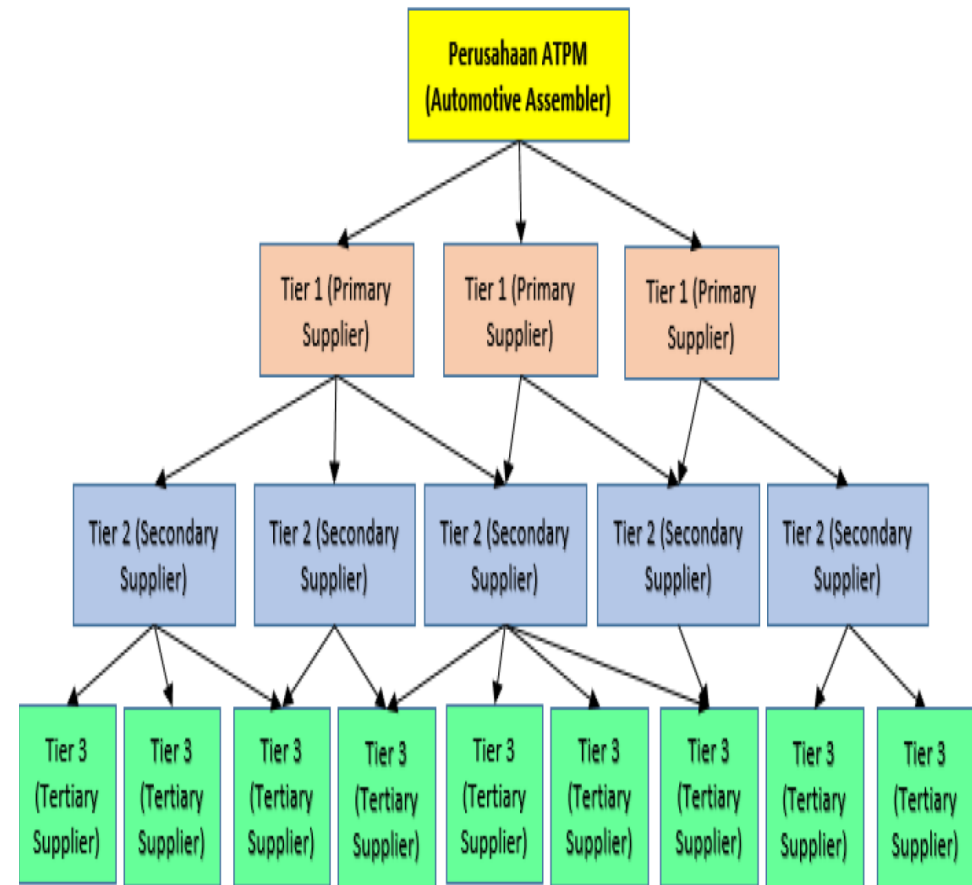 Perusahaan ATPM
(Automotive Assembler)
Tier 1 (Primary
Supplier)
Tier 1 (Primary
Supplier)
Tier 1 (Primary
Supplier)
Tier 2 (Secondary
Supplier)
Tier 2 (Secondary
Supplier)
Tier 2 (Secondary
Supplier)
Tier 2 (Secondary
Supplier)
Tier 2 (Secondary
Supplier)
Tier 3
(Tertiary
Supplier)
Tier 3
(Tertiary
Supplier)
Tier 3
(Tertiary
Supplier)
Tier 3
(Tertiary
Supplier)
Tier 3
(Tertiary
Supplier)
Tier 3
(Tertiary
Supplier)
Tier 3
(Tertiary
Supplier)
Tier 3
(Tertiary
Supplier)
Tier 3
(Tertiary
Supplier)